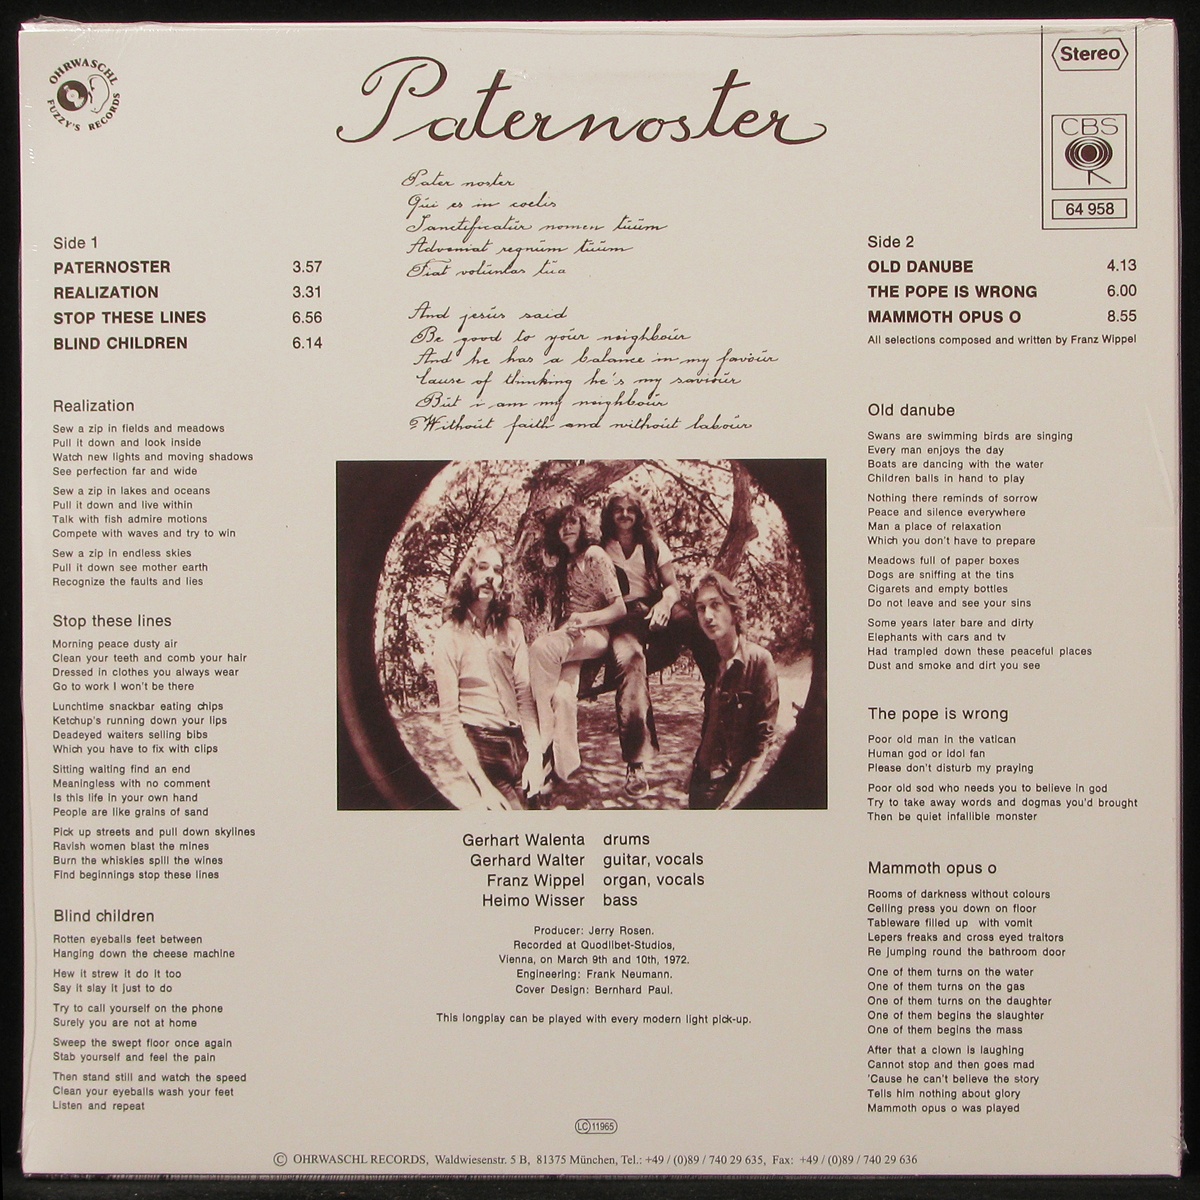 OHRWASCHL
FUZZY'S RECORDS
Paternoster
Stereo
CBS
64 958
Pater noster
Qui es in coelis
Sanctificatur nomen tuum
Adveniat regnum tuum
Fiat voluntas tua
And jesus said
Be good to your neighbour
And he has a balance in my favour
Cause of thinking he's my saviour
But i am my neighbour
Without faith and without labour
Side 1
PATERNOSTER 3.57
REALIZATION 3.31
STOP THESE LINES 6.56
BLIND CHILDREN 6.14
Side 2
OLD DANUBE 4.13
THE POPE IS WRONG 6.00
MAMMOTH OPUS O 8.55
All selections composed and written by Franz Wippel
Realization
Sew a zip in fields and meadows
Pull it down and look inside
Watch new lights and moving shadows
See perfection far and wide
Sew a zip in lakes and oceans
Pull it down and live within
Talk with fish admire motions
Compete with waves and try to win
Sew a zip in endless skies
Pull it down see mother earth
Recognize the faults and lies
Stop these lines
Morning peace dusty air
Clean your teeth and comb your hair
Dressed in clothes you always wear
Go to work I won't be there
Lunchtime snackbar eating chips
Ketchup's running down your lips
Deadeyed waiters selling bibs
Which you have to fix with clips
Sitting waiting find an end
Meaningless with no comment
Is this life in your own hand
People are like grains of sand
Pick up streets and pull down skylines
Ravish women blast the mines
Burn the whiskies spill the wines
Find beginnings stop these lines
Blind children
Rotten eyeballs feet between
Hanging down the cheese machine
Hew it strew it do it too
Say it slay it just to do
Try to call yourself on the phone
Surely you are not at home
Sweep the swept floor once again
Stab yourself and feel the pain
Then stand still and watch the speed
Clean your eyeballs wash your feet
Listen and repeat
Old danube
Swans are swimming birds are singing
Every man enjoys the day
Boats are dancing with the water
Children balls in hand to play
Nothing there reminds of sorrow
Peace and silence everywhere
Man a place of relaxation
Which you don't have to prepare
Meadows full of paper boxes
Dogs are sniffing at the tins
Cigarets and empty bottles
Do not leave and see your sins
Some years later bare and dirty
Elephants with cars and tv
Had trampled down these peaceful places
Dust and smoke and dirt you see
The pope is wrong
Poor old man in the vatican
Human god or idol fan
Please don't disturb my praying
Poor old sod who needs you to believe in god
Try to take away words and dogmas you'd brought
Then be quiet infallible monster
Mammoth opus o
Rooms of darkness without colours
Ceiling press you down on floor
Tableware filled up with vomit
Lepers freaks and cross eyed traitors
Re jumping round the bathroom door
One of them turns on the water
One of them turns on the gas
One of them turns on the daughter
One of them begins the slaughter
One of them begins the mass
After that a clown is laughing
Cannot stop and then goes mad
'Cause he can't believe the story
Tells him nothing about glory
Mammoth opus o was played
Gerhart Walenta drums
Gerhard Walter guitar, vocals
Franz Wippel organ, vocals
Heimo Wisser bass
Producer: Jerry Rosen.
Recorded at Quodlibet-Studios,
Vienna, on March 9th and 10th, 1972.
Engineering: Frank Neumann.
Cover Design: Bernhard Paul.
This longplay can be played with every modern light pick-up.
LC 11965
© OHRWASCHL RECORDS, Waldwiesenstr. 5 B, 81375 München, Tel.: +49 / (0)89 / 740 29 635, Fax: +49 / (0)89 / 740 29 636